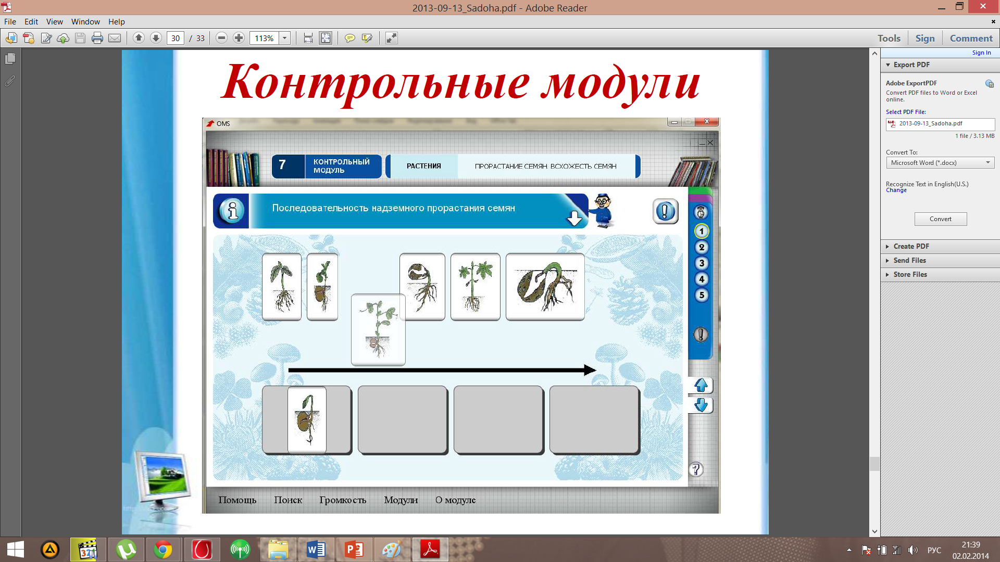 2013-09-13_Sadoha.pdf - Adobe Reader
File Edit View Window Help
30 / 33 113%
Tools Sign Comment
Sign In
Export PDF
Adobe ExportPDF
Convert PDF files to Word or Excel
online.
Select PDF File:
2013-09-13_Sadoha.pdf
1 file / 3.13 MB
Convert To:
Microsoft Word (*.docx)
Recognize Text in English(U.S.)
Change
Convert
Create PDF
Send Files
Store Files
Контрольные модули
OMS
7 КОНТРОЛЬНЫЙ
МОДУЛЬ
РАСТЕНИЯ ПРОРАСТАНИЕ СЕМЯН. ВСХОЖЕСТЬ СЕМЯН
Последовательность надземного прорастания семян
1
2
3
4
5
Помощь Поиск Громкость Модули О модуле
321
РУС
21:39
02.02.2014